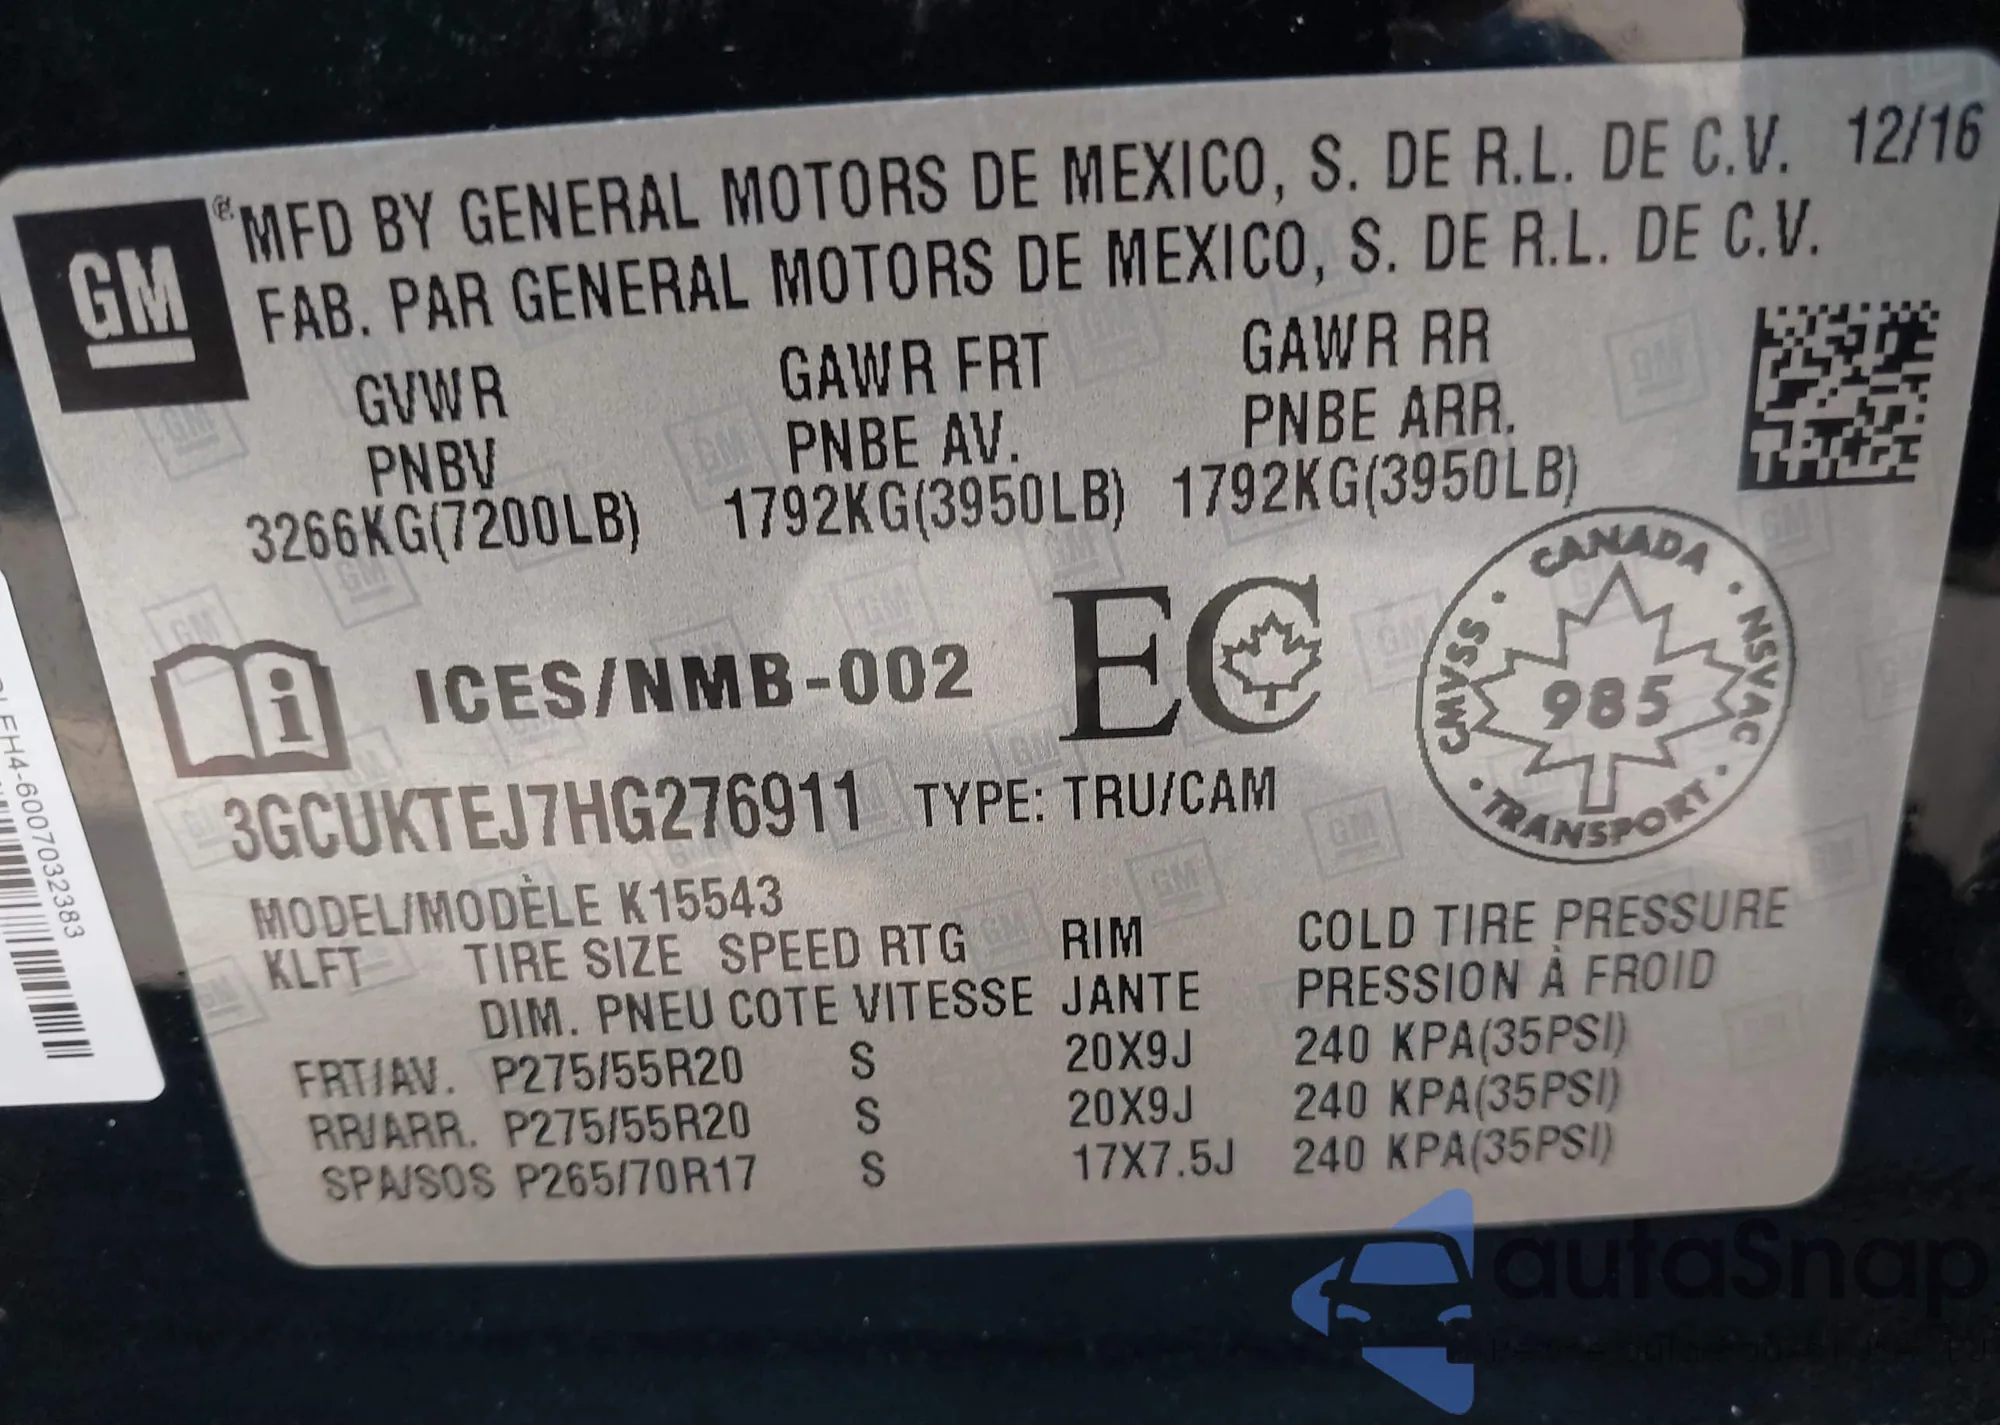 MFD BY GENERAL MOTORS DE MEXICO, S. DE R.L. DE C.V. 12/16
FAB. PAR GENERAL MOTORS DE MEXICO, S. DE R.L. DE C.V.
GM
GVWR GAWR FRT GAWR RR
PNBV PNBE AV. PNBE ARR.
3266KG(7200LB) 1792KG(3950LB) 1792KG(3950LB)
ICES/NMB-002 EC
CANADA · NSVAC · TRANSPORT · CMVSS ·
985
3GCUKTEJ7HG276911 TYPE: TRU/CAM
MODEL/MODÈLE K15543
KLFT TIRE SIZE SPEED RTG RIM COLD TIRE PRESSURE
DIM. PNEU COTE VITESSE JANTE PRESSION À FROID
FRT/AV. P275/55R20 S 20X9J 240 KPA(35PSI)
RR/ARR. P275/55R20 S 20X9J 240 KPA(35PSI)
SPA/SOS P265/70R17 S 17X7.5J 240 KPA(35PSI)
EH4-6007032383
autoSnap